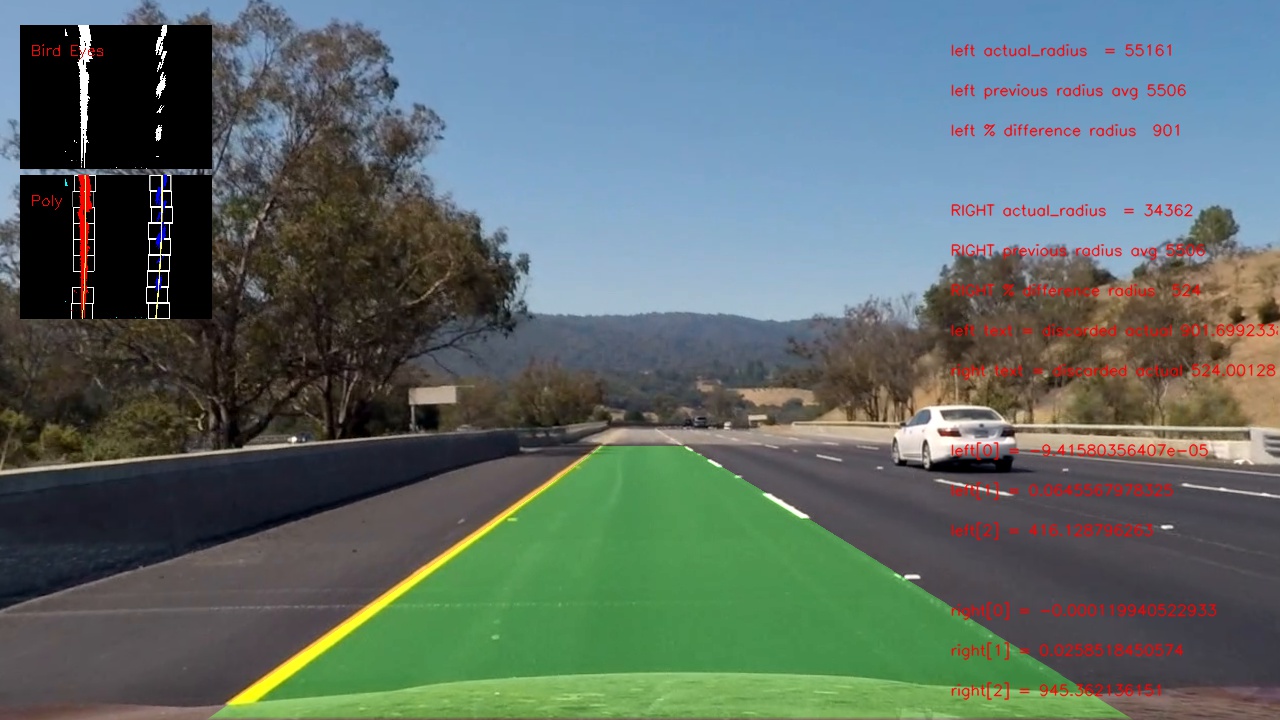 Bird Eyes
Poly
left actual_radius = 55161
left previous radius avg 5506
left % difference radius 901
RIGHT actual_radius = 34362
RIGHT previous radius avg 5506
RIGHT % difference radius 524
left text = discarded actual 901.699233
right text = discarded actual 524.00128
left[0] = -9.41580356407e-05
left[1] = 0.0645567978325
left[2] = 416.128796263
right[0] = -0.000119940522933
right[1] = 0.0258518450574
right[2] = 945.362136151